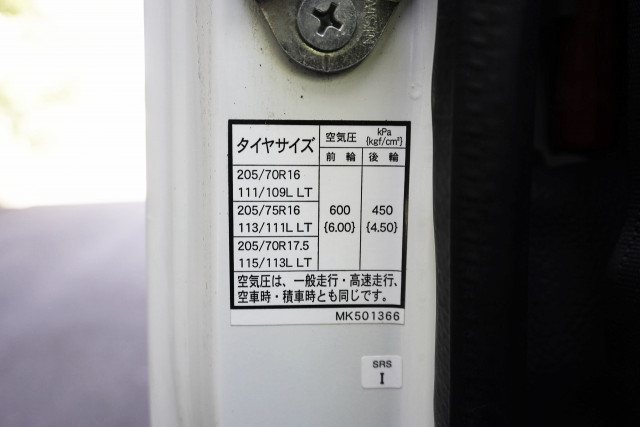 タイヤサイズ 空気圧 kPa {kgf/cm²}
前輪 後輪
205/70R16
111/109L LT
205/75R16 600 450
113/111L LT {6.00} {4.50}
205/70R17.5
115/113L LT
空気圧は、一般走行・高速走行、
空車時・積車時とも同じです。
MK501366
SRS
I